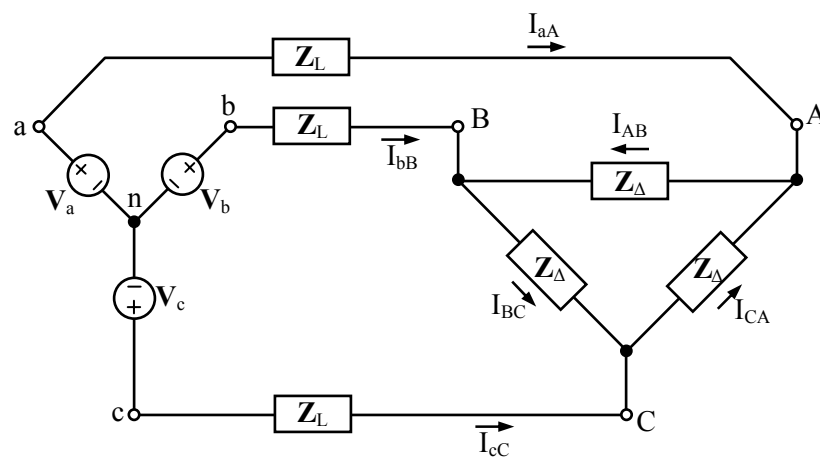 I_aA
Z_L
a
b
Z_L
B
A
I_bB
I_AB
+
−
V_a
n
−
+
V_b
Z_Δ
−
+
V_c
Z_Δ
Z_Δ
I_BC
I_CA
c
Z_L
C
I_cC